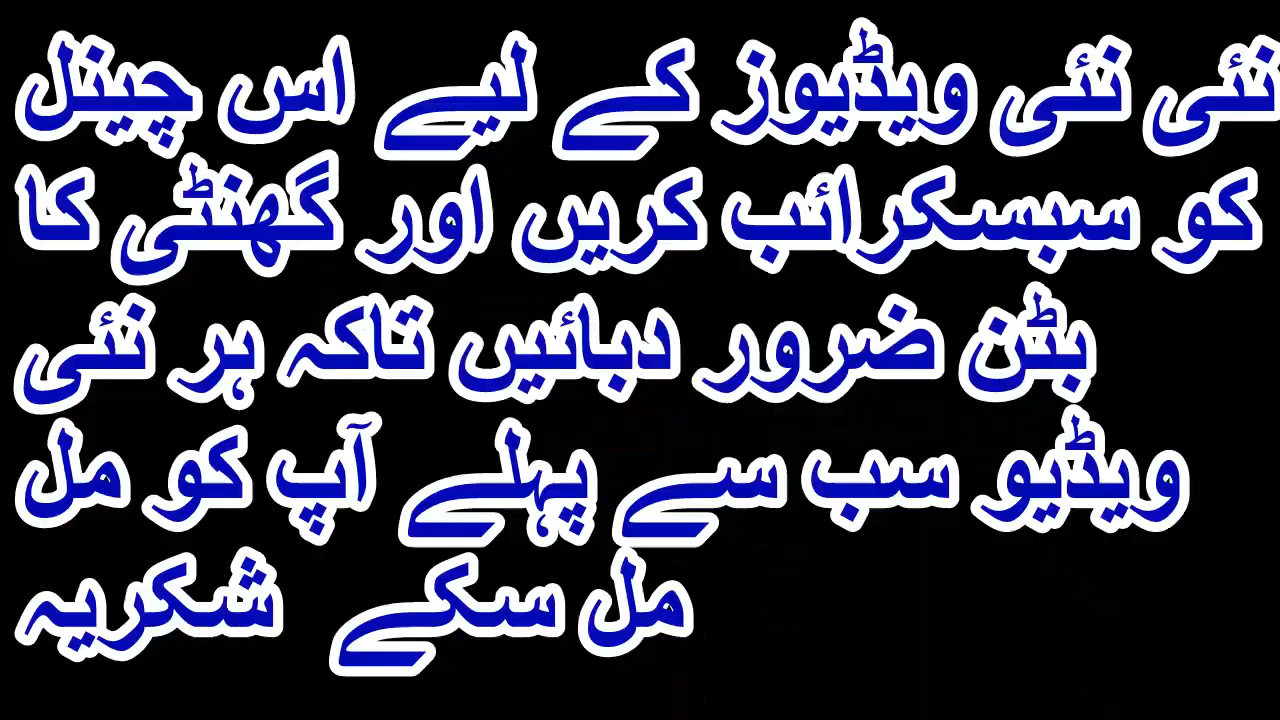 نئی نئی ویڈیوز کے لیے اس چینل
کو سبسکرائب کریں اور گھنٹی کا
بٹن ضرور دبائیں تاکہ ہر نئی
ویڈیو سب سے پہلے آپ کو مل
مل سکے شکریہ